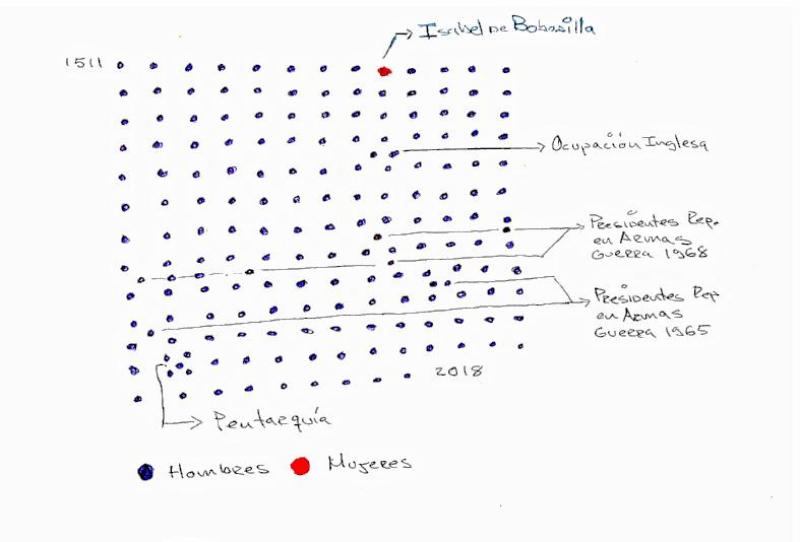 Isabel de Bobadilla
1511
Ocupación Inglesa
Presidentes Rep.
en Armas
Guerra 1968
Presidentes Rep
en Armas
Guerra 1965
2018
Pentarquía
Hombres Mujeres